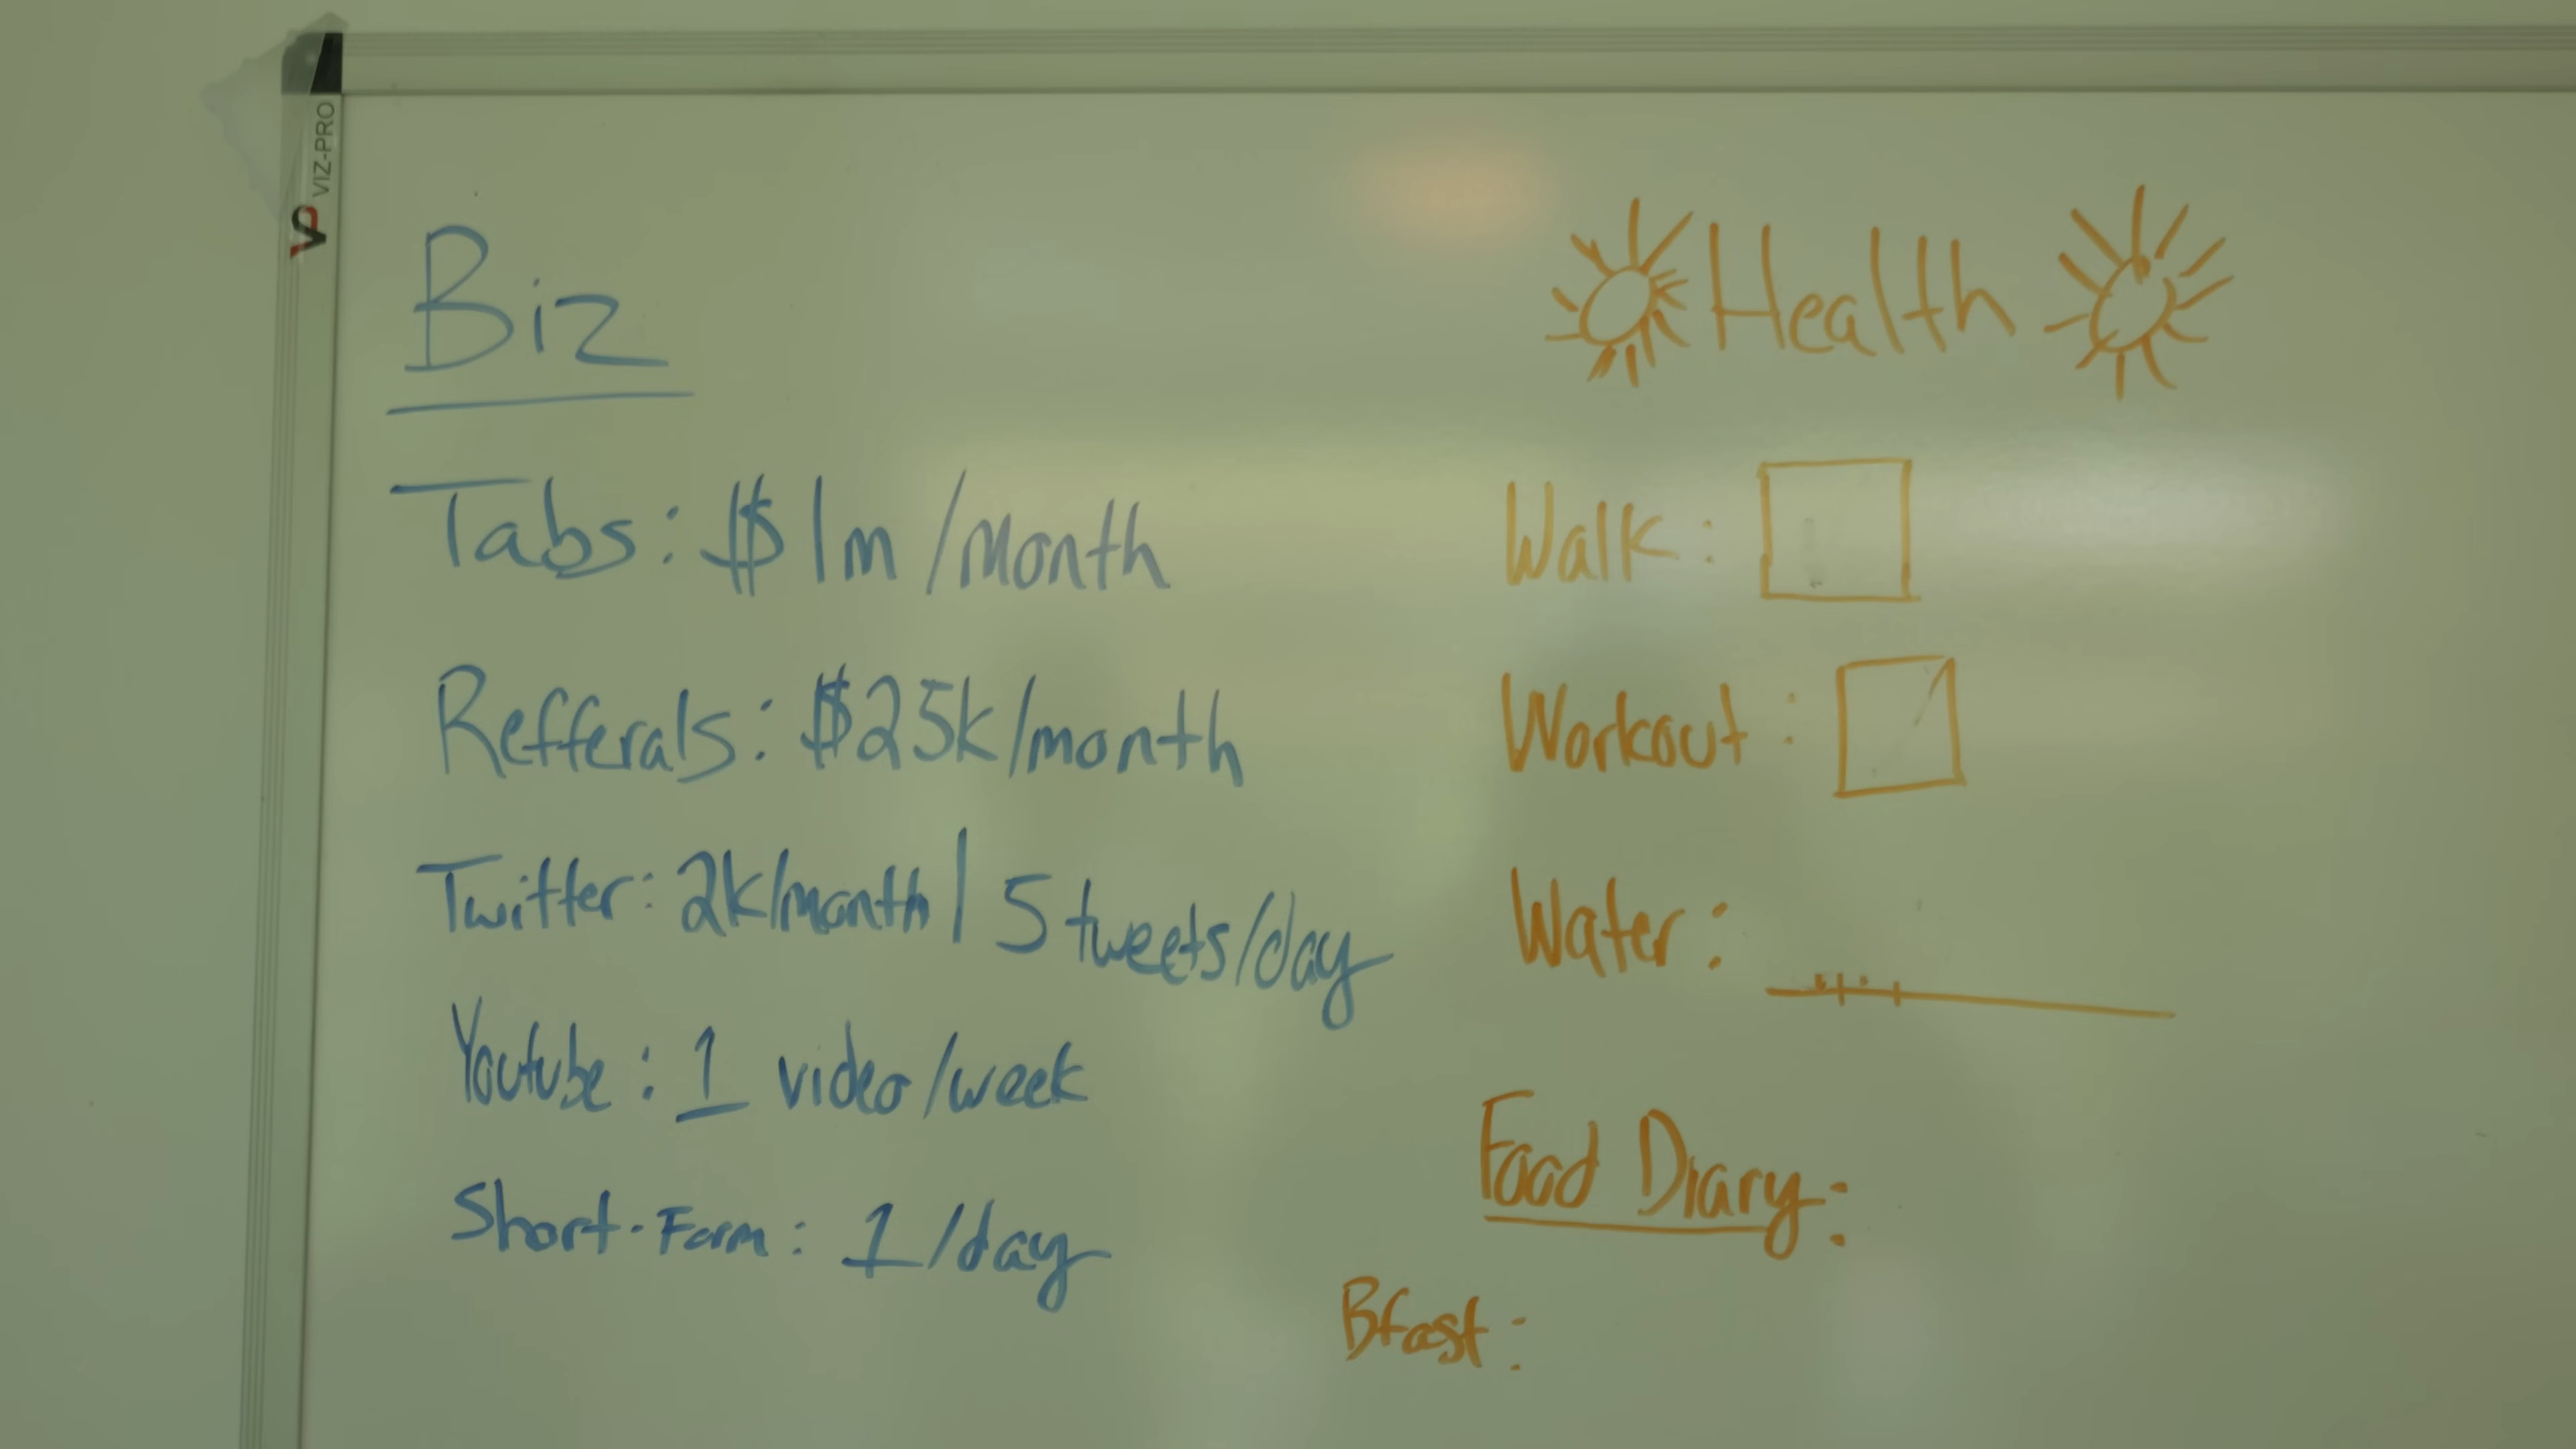 VIZ-PRO
Biz
Tabs: $1m/month
Refferals: $25k/month
Twitter: 2k/month | 5 tweets/day
Youtube: 1 video/week
Short-Form: 1/day
Health
Walk:
Workout:
Water:
Food Diary:
Bfast: